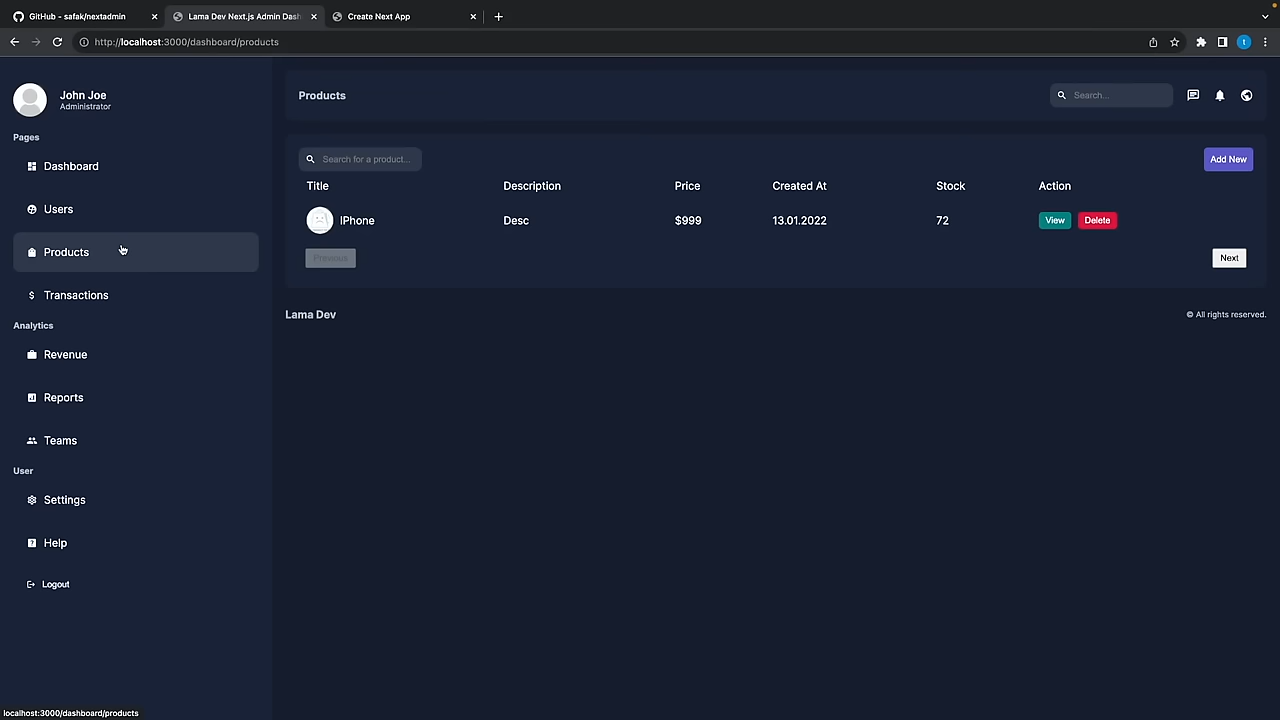 GitHub - safak/nextadmin
Lama Dev Next.js Admin Dash
Create Next App
http://localhost:3000/dashboard/products
t
John Joe
Administrator
Pages
Dashboard
Users
Products
Transactions
Analytics
Revenue
Reports
Teams
User
Settings
Help
Logout
Products
Search...
Search for a product...
Add New
Title Description Price Created At Stock Action
IPhone Desc $999 13.01.2022 72 View Delete
Previous Next
Lama Dev © All rights reserved.
localhost:3000/dashboard/products